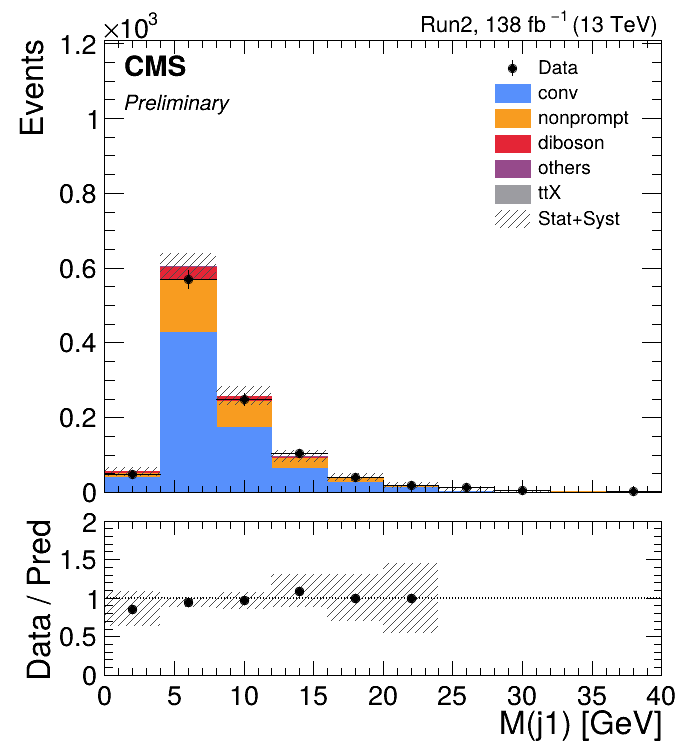 ×10³
Run2, 138 fb⁻¹ (13 TeV)
CMS
Preliminary
Events
Data
conv
nonprompt
diboson
others
ttX
Stat+Syst
1.2
1
0.8
0.6
0.4
0.2
0
Data / Pred
2
1.5
1
0.5
0
0 5 10 15 20 25 30 35 40
M(j1) [GeV]